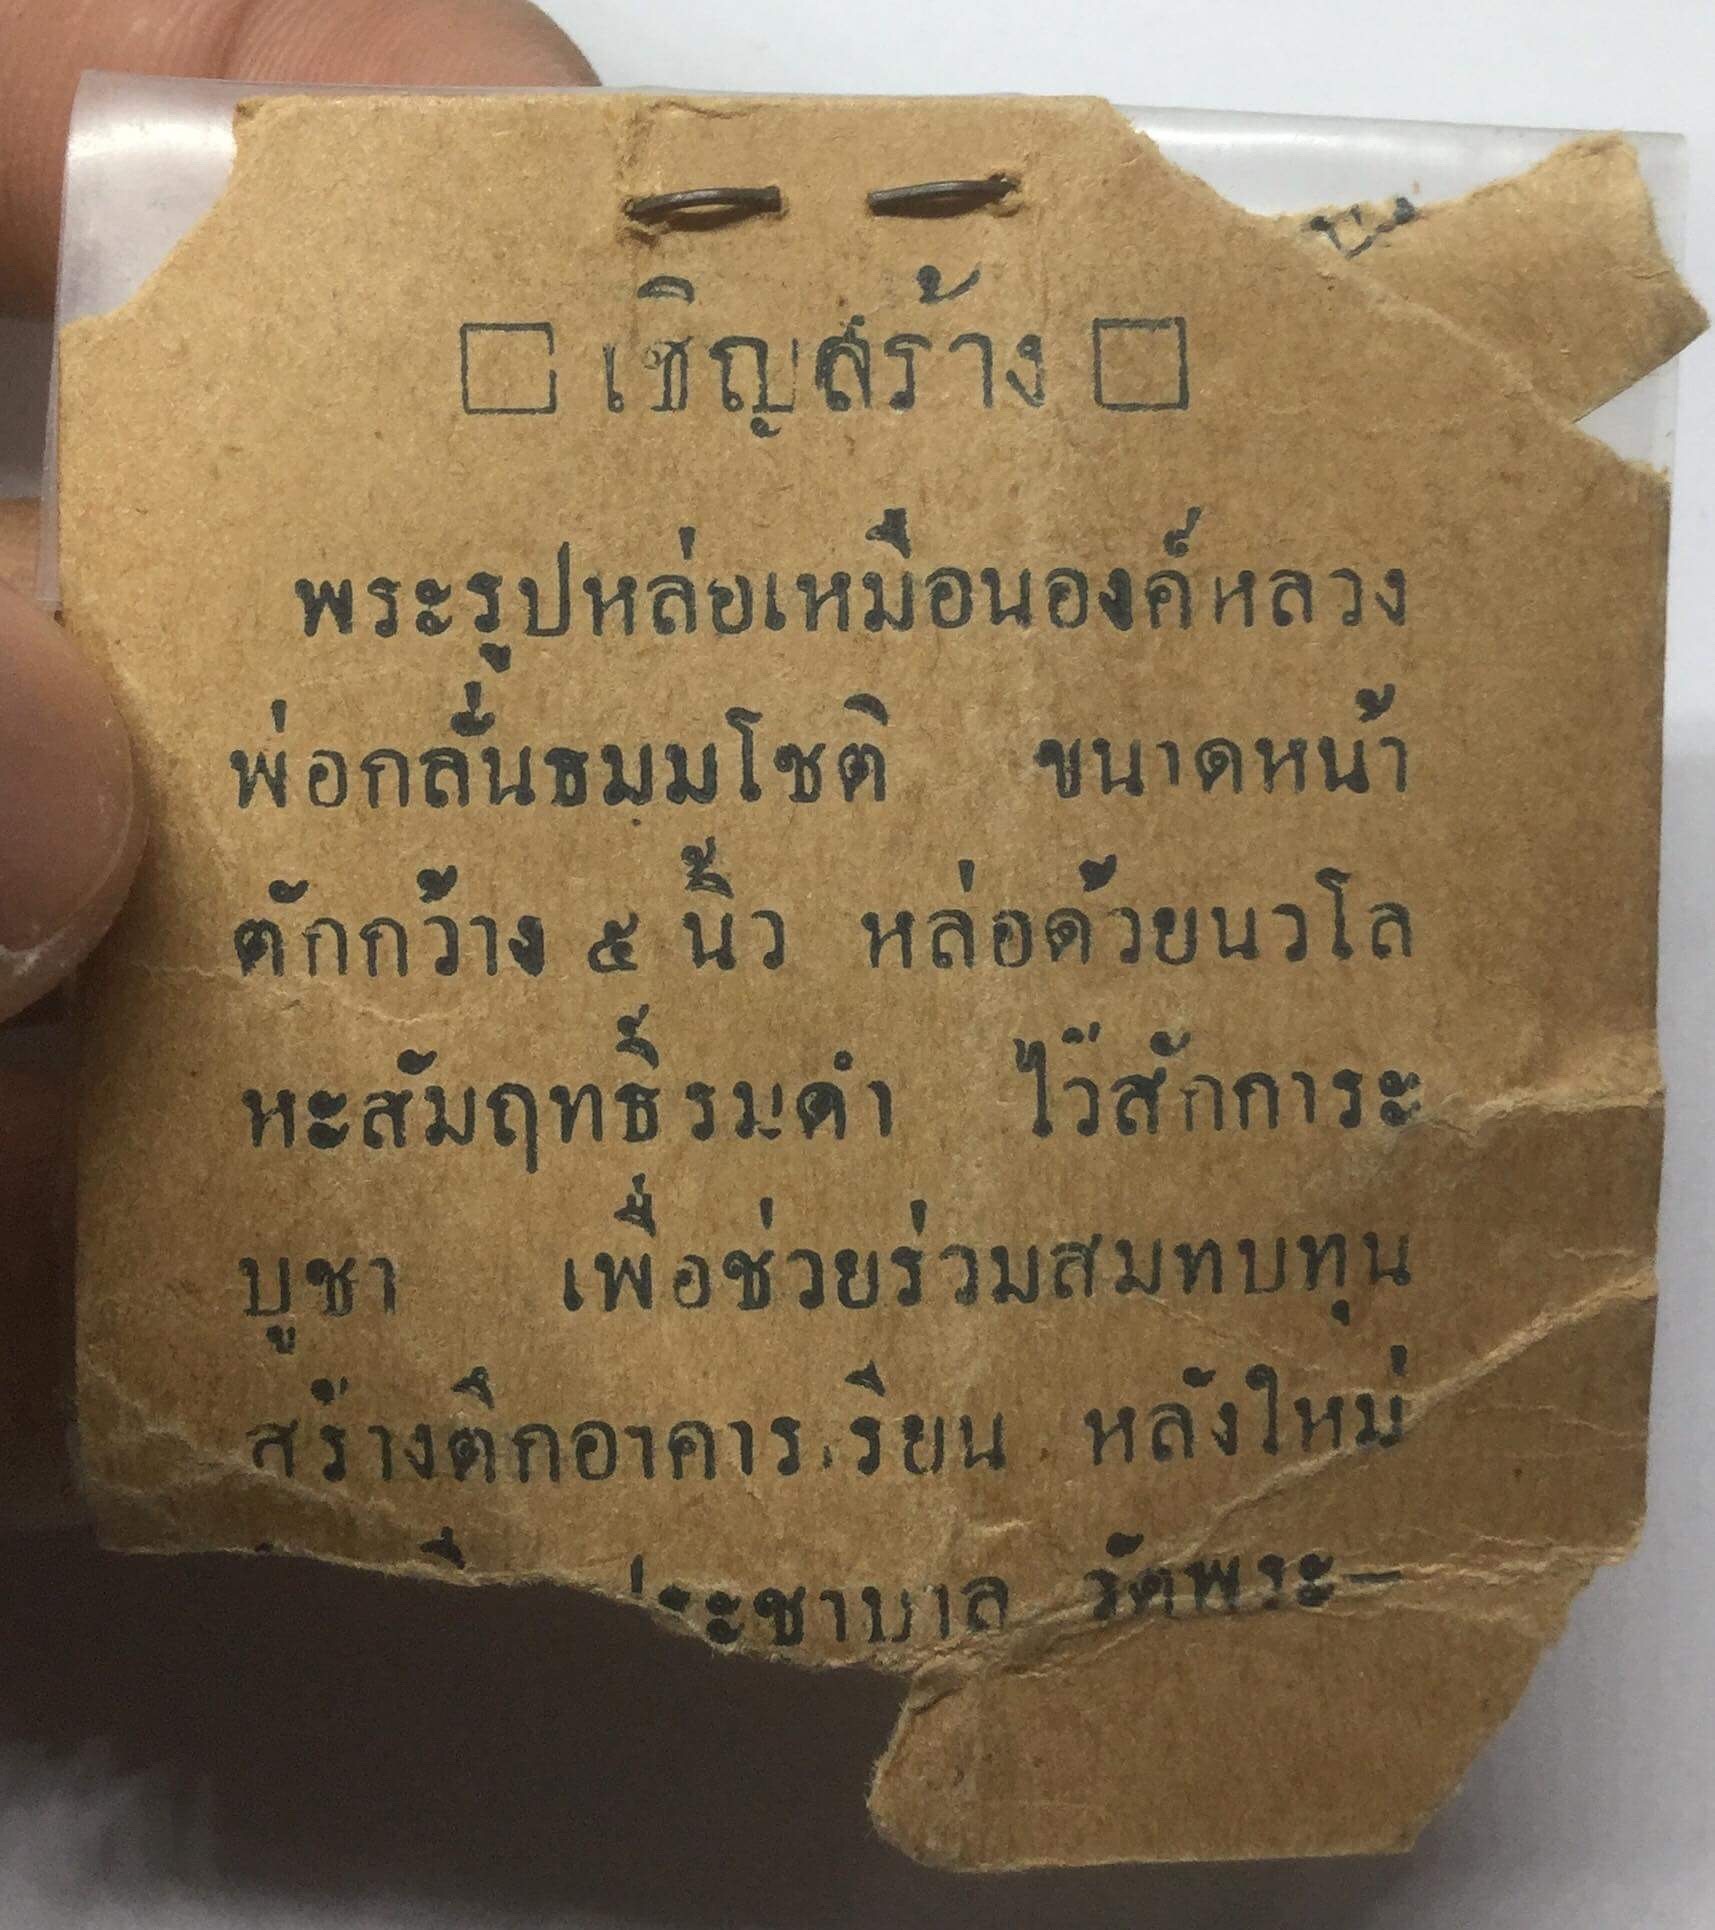 □ เชิญสร้าง □
พระรูปหล่อเหมือนองค์หลวง
พ่อกลั่นธมฺมโชติ ขนาดหน้า
ตักกว้าง ๕ นิ้ว หล่อด้วยนวโล
หะสัมฤทธิ์รมดำ ไว๊สักการะ
บูชา เพื่อช่วยร่วมสมทบทุน
สร้างตึกอาคารเรียน หลังใหม่
ประชาบาล วัดพระ-